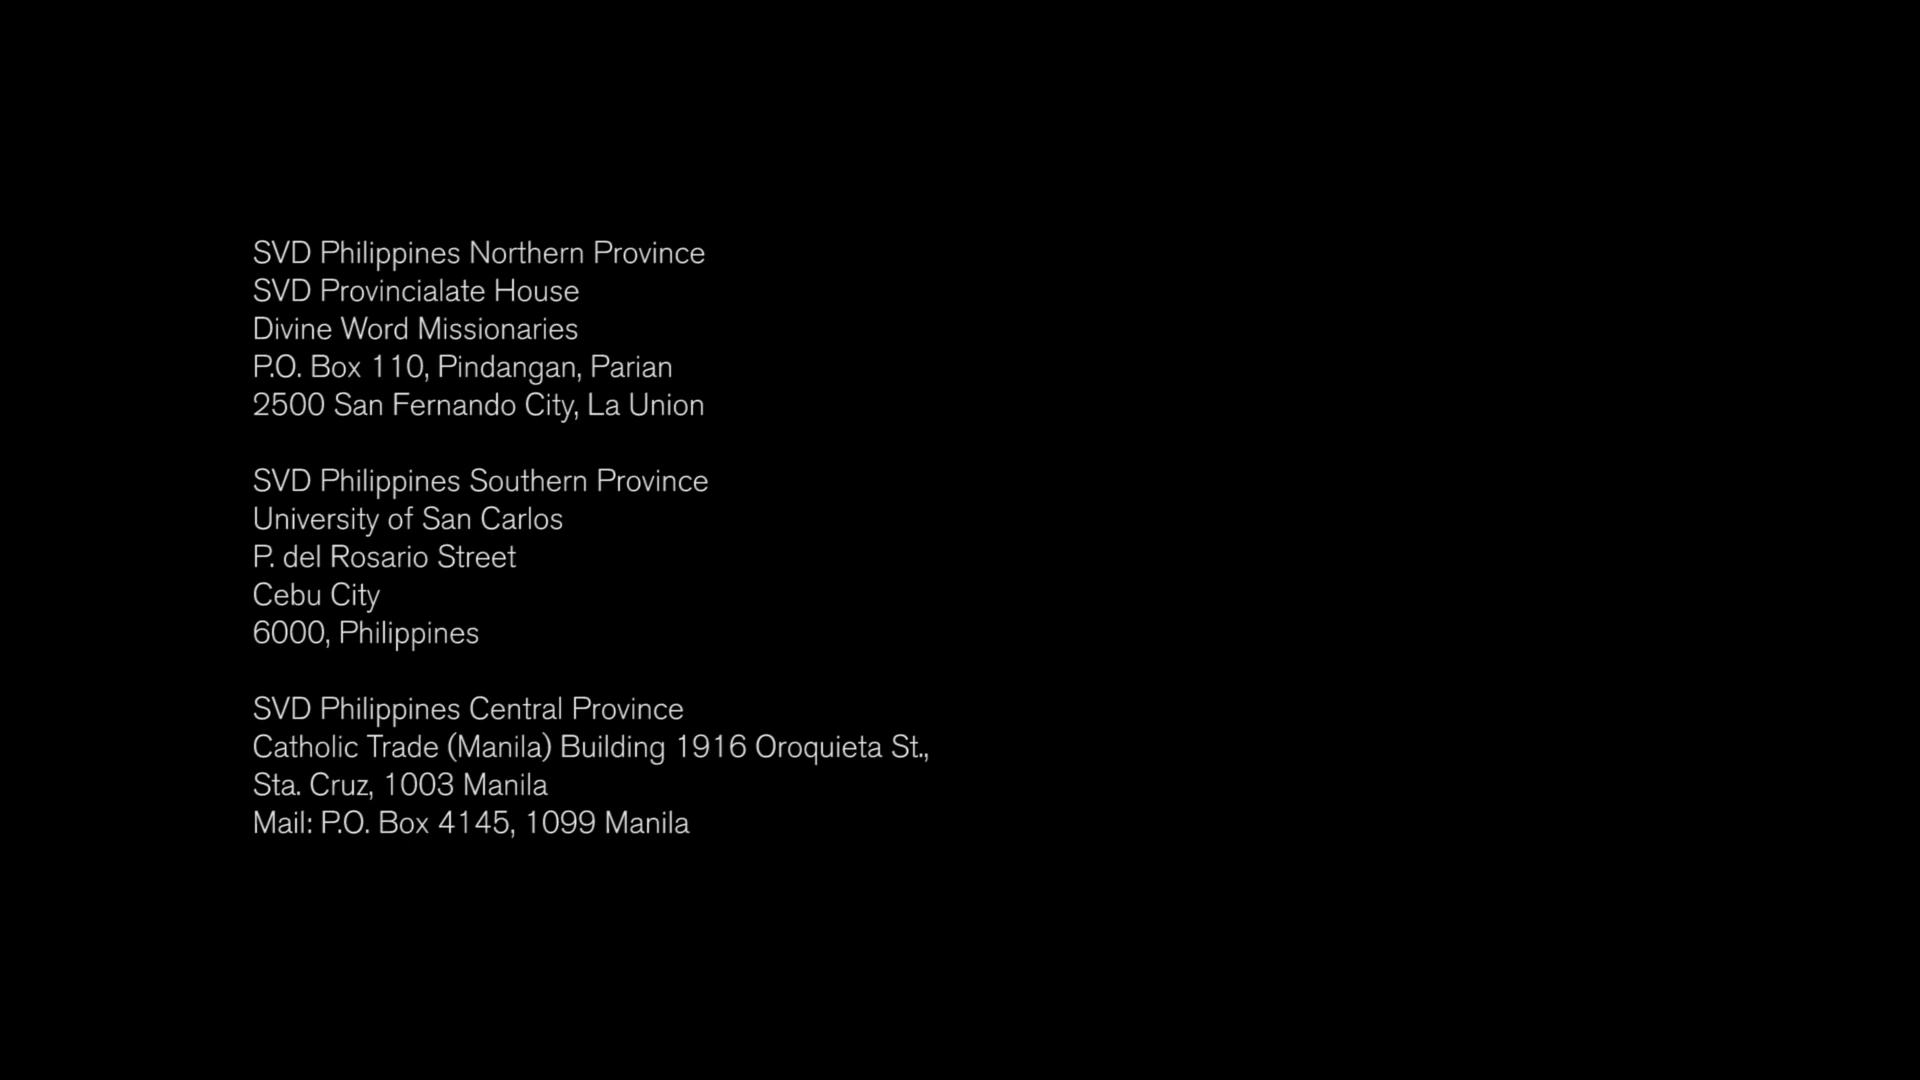 SVD Philippines Northern Province
SVD Provincialate House
Divine Word Missionaries
P.O. Box 110, Pindangan, Parian
2500 San Fernando City, La Union
SVD Philippines Southern Province
University of San Carlos
P. del Rosario Street
Cebu City
6000, Philippines
SVD Philippines Central Province
Catholic Trade (Manila) Building 1916 Oroquieta St.,
Sta. Cruz, 1003 Manila
Mail: P.O. Box 4145, 1099 Manila